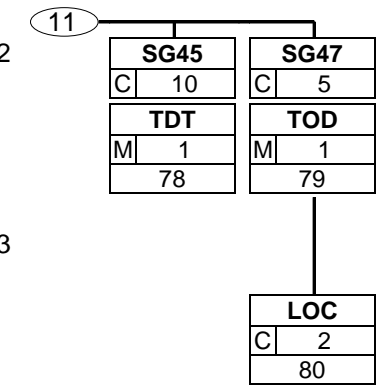 11
2 SG45 SG47
C 10 C 5
TDT TOD
M 1 M 1
78 79
3
LOC
C 2
80